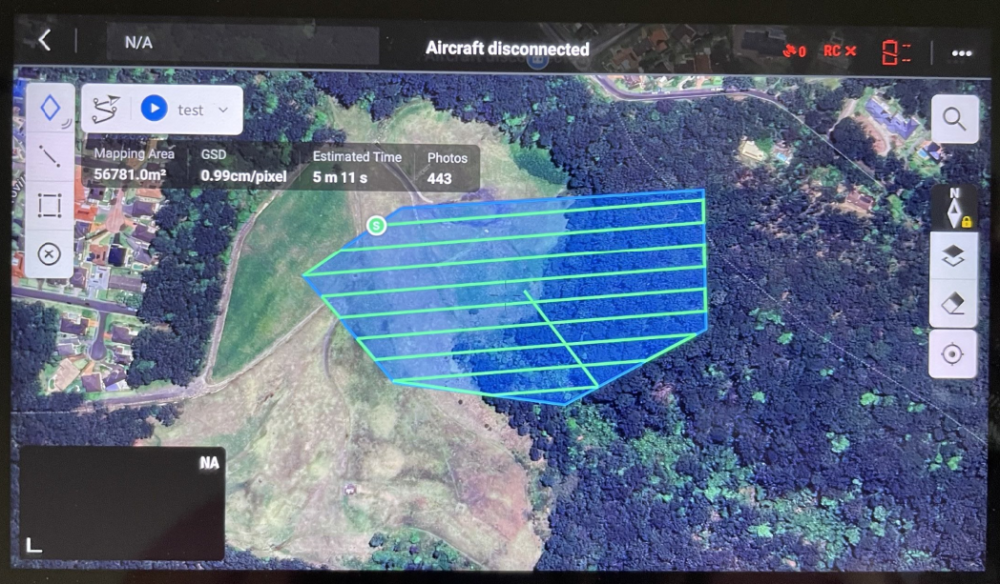 N/A
Aircraft disconnected
0
RC
--
--
test
Mapping Area
GSD
Estimated Time
Photos
56781.0m²
0.99cm/pixel
5 m 11 s
443
S
N
NA